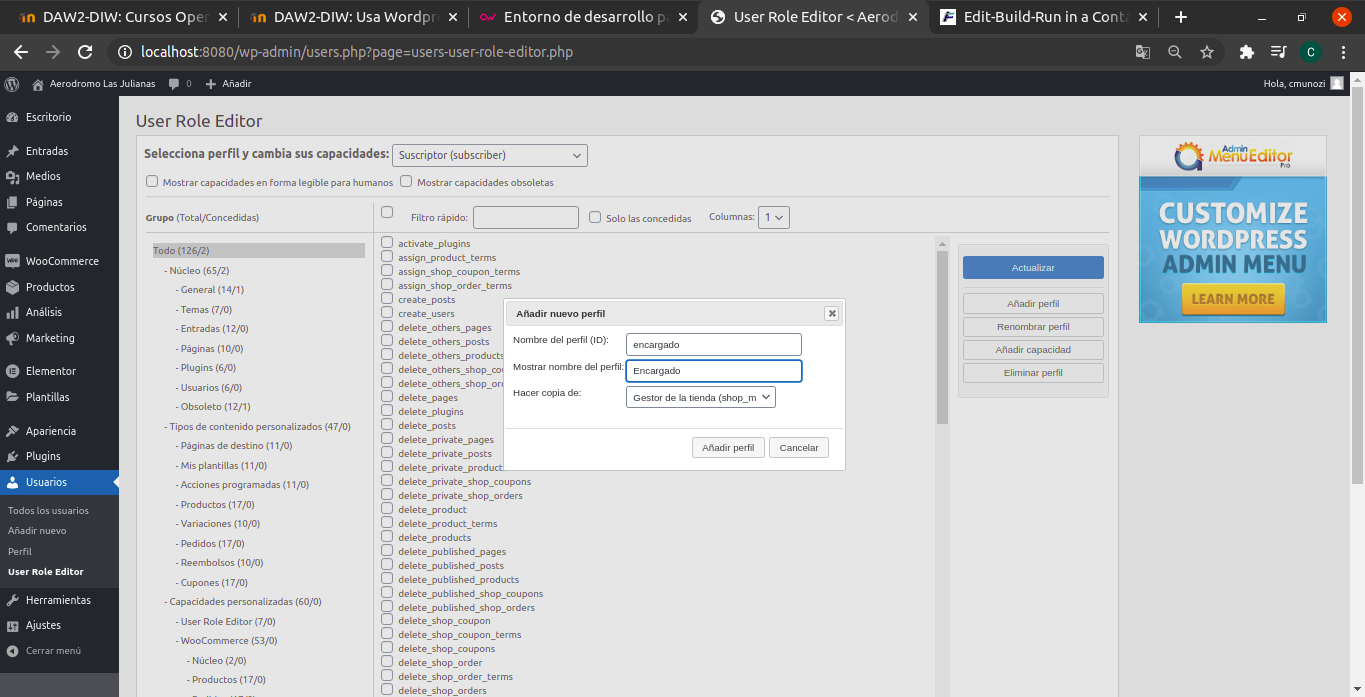 DAW2-DIW: Cursos Oper
DAW2-DIW: Usa Wordpr
Entorno de desarrollo p
User Role Editor < Aerod
Edit-Build-Run in a Conta
localhost:8080/wp-admin/users.php?page=users-user-role-editor.php
C
Aerodromo Las Julianas
0
Añadir
Hola, cmunozi
Escritorio
Entradas
Medios
Páginas
Comentarios
WooCommerce
Productos
Análisis
Marketing
Elementor
Plantillas
Apariencia
Plugins
Usuarios
Todos los usuarios
Añadir nuevo
Perfil
User Role Editor
Herramientas
Ajustes
Cerrar menú
User Role Editor
Selecciona perfil y cambia sus capacidades: Suscriptor (subscriber)
Mostrar capacidades en forma legible para humanos Mostrar capacidades obsoletas
Grupo (Total/Concedidas)
Filtro rápido:
Solo las concedidas
Columnas: 1
Todo (126/2)
- Núcleo (65/2)
- General (14/1)
- Temas (7/0)
- Entradas (12/0)
- Páginas (10/0)
- Plugins (6/0)
- Usuarios (6/0)
- Obsoleto (12/1)
- Tipos de contenido personalizados (47/0)
- Páginas de destino (11/0)
- Mis plantillas (11/0)
- Acciones programadas (11/0)
- Productos (17/0)
- Variaciones (10/0)
- Pedidos (17/0)
- Reembolsos (10/0)
- Cupones (17/0)
- Capacidades personalizadas (60/0)
- User Role Editor (7/0)
- WooCommerce (53/0)
- Núcleo (2/0)
- Productos (17/0)
activate_plugins
assign_product_terms
assign_shop_coupon_terms
assign_shop_order_terms
create_posts
create_users
delete_others_pages
delete_others_posts
delete_others_products
delete_others_shop_cou
delete_others_shop_ord
delete_pages
delete_plugins
delete_posts
delete_private_pages
delete_private_posts
delete_private_product
delete_private_shop_coupons
delete_private_shop_orders
delete_product
delete_product_terms
delete_products
delete_published_pages
delete_published_posts
delete_published_products
delete_published_shop_coupons
delete_published_shop_orders
delete_shop_coupon
delete_shop_coupon_terms
delete_shop_coupons
delete_shop_order
delete_shop_order_terms
delete_shop_orders
Añadir nuevo perfil
Nombre del perfil (ID): encargado
Mostrar nombre del perfil: Encargado
Hacer copia de: Gestor de la tienda (shop_m
Añadir perfil
Cancelar
Actualizar
Añadir perfil
Renombrar perfil
Añadir capacidad
Eliminar perfil
Admin
MenuEditor
Pro
CUSTOMIZE
WORDPRESS
ADMIN MENU
LEARN MORE